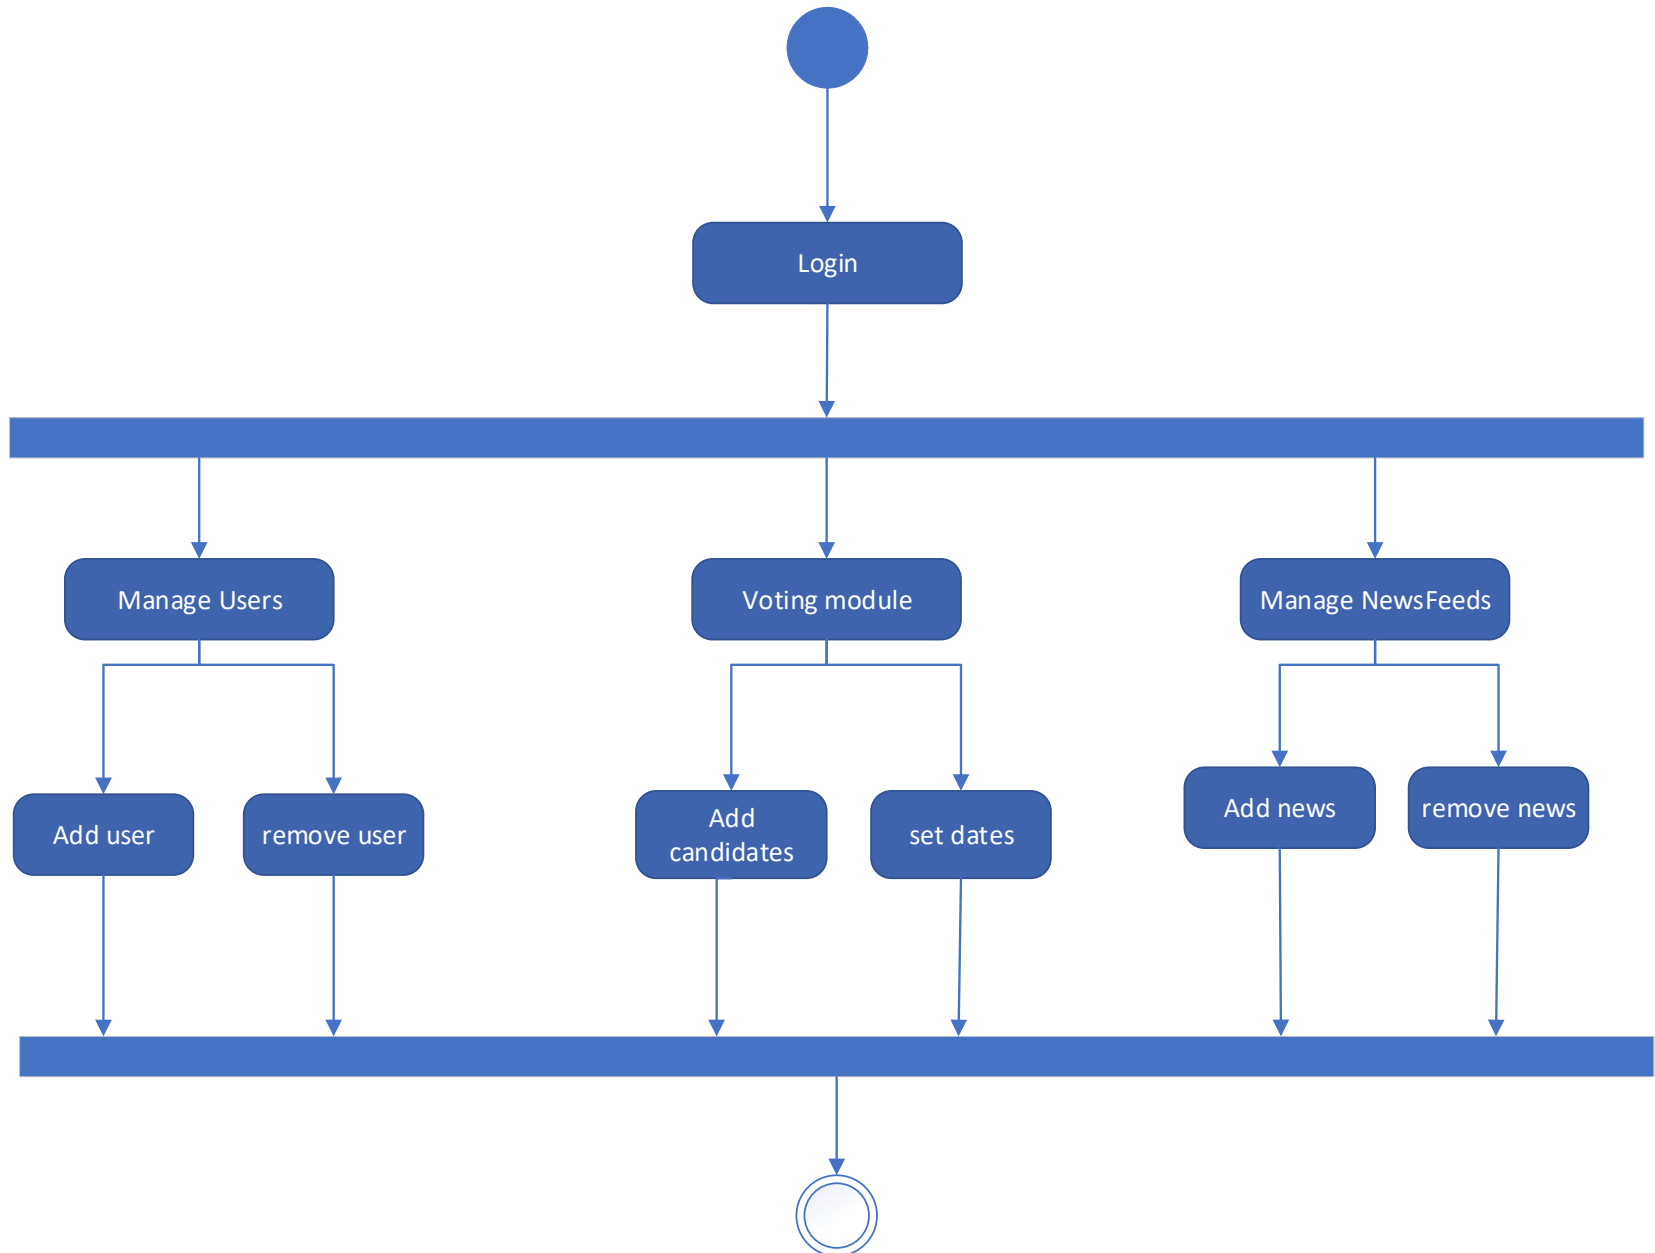 Login
Manage Users
Voting module
Manage NewsFeeds
Add user
remove user
Add
candidates
set dates
Add news
remove news